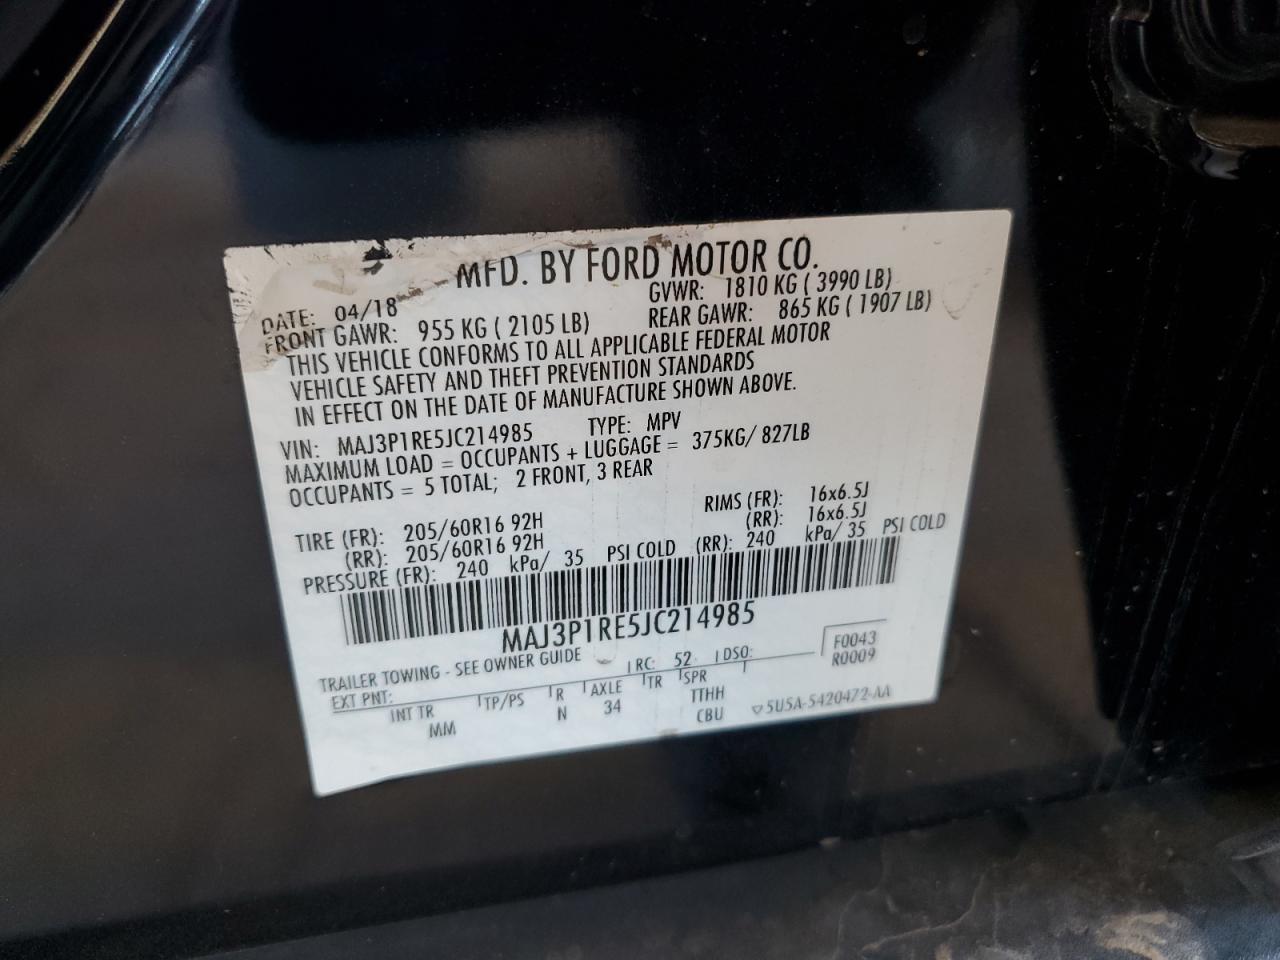 MFD. BY FORD MOTOR CO.
DATE: 04/18 GVWR: 1810 KG ( 3990 LB)
FRONT GAWR: 955 KG ( 2105 LB) REAR GAWR: 865 KG ( 1907 LB)
THIS VEHICLE CONFORMS TO ALL APPLICABLE FEDERAL MOTOR
VEHICLE SAFETY AND THEFT PREVENTION STANDARDS
IN EFFECT ON THE DATE OF MANUFACTURE SHOWN ABOVE.
VIN: MAJ3P1RE5JC214985 TYPE: MPV
MAXIMUM LOAD = OCCUPANTS + LUGGAGE = 375KG/ 827LB
OCCUPANTS = 5 TOTAL; 2 FRONT, 3 REAR
TIRE (FR): 205/60R16 92H RIMS (FR): 16x6.5J
(RR): 205/60R16 92H (RR): 16x6.5J
PRESSURE (FR): 240 kPa/ 35 PSI COLD (RR): 240 kPa/ 35 PSI COLD
MAJ3P1RE5JC214985
TRAILER TOWING - SEE OWNER GUIDE F0043
EXT PNT: RC: 52 DSO: R0009
INT TR TP/PS R AXLE TR SPR
MM N 34 TTHH
CBU 5U5A-5420472-AA